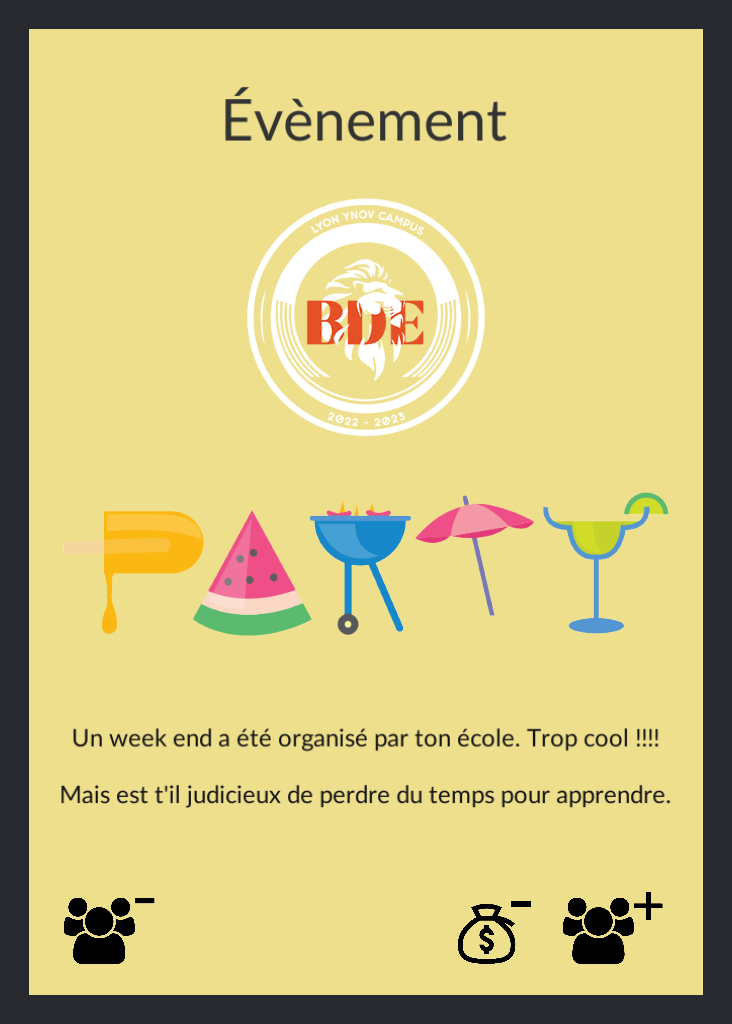 Évènement
LYON YNOV CAMPUS
BDE
2022 - 2023
PARTY
Un week end a été organisé par ton école. Trop cool !!!!
Mais est t'il judicieux de perdre du temps pour apprendre.
-
$ -
+